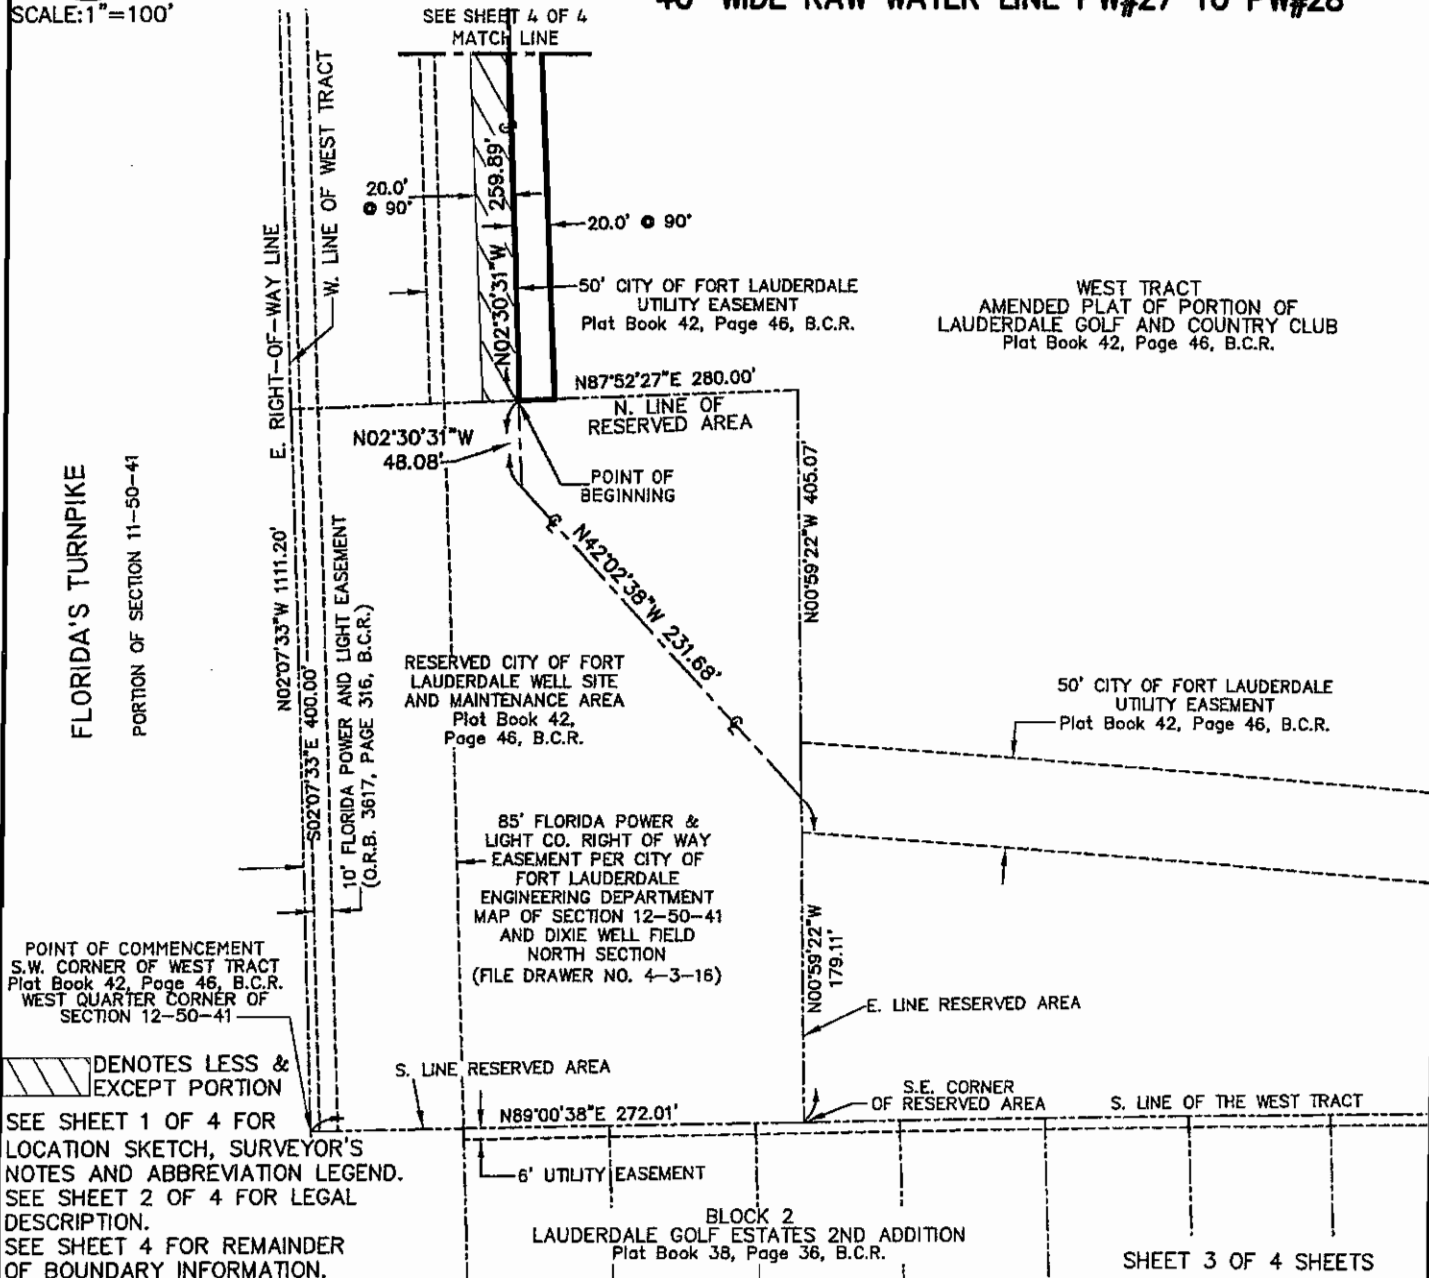 SCALE:1"=100'
40' WIDE RAW WATER LINE PW#27 TO PW#28
SEE SHEET 4 OF 4
MATCH LINE
E. RIGHT-OF-WAY LINE
W. LINE OF WEST TRACT
20.0'
@ 90°
N02°30'31"W 259.89'
20.0' @ 90°
50' CITY OF FORT LAUDERDALE
UTILITY EASEMENT
Plat Book 42, Page 46, B.C.R.
WEST TRACT
AMENDED PLAT OF PORTION OF
LAUDERDALE GOLF AND COUNTRY CLUB
Plat Book 42, Page 46, B.C.R.
N87°52'27"E 280.00'
N. LINE OF
RESERVED AREA
N02°30'31"W
48.08'
POINT OF
BEGINNING
FLORIDA'S TURNPIKE
PORTION OF SECTION 11-50-41
N02°07'33"W 1111.20'
S02°07'33"E 400.00'
10' FLORIDA POWER AND LIGHT EASEMENT
(O.R.B. 3617, PAGE 316, B.C.R.)
N42°02'38"W 231.68'
N00°59'22"W 405.07'
RESERVED CITY OF FORT
LAUDERDALE WELL SITE
AND MAINTENANCE AREA
Plat Book 42,
Page 46, B.C.R.
50' CITY OF FORT LAUDERDALE
UTILITY EASEMENT
Plat Book 42, Page 46, B.C.R.
85' FLORIDA POWER &
LIGHT CO. RIGHT OF WAY
EASEMENT PER CITY OF
FORT LAUDERDALE
ENGINEERING DEPARTMENT
MAP OF SECTION 12-50-41
AND DIXIE WELL FIELD
NORTH SECTION
(FILE DRAWER NO. 4-3-16)
N00°59'22"W
179.11'
POINT OF COMMENCEMENT
S.W. CORNER OF WEST TRACT
Plat Book 42, Page 46, B.C.R.
WEST QUARTER CORNER OF
SECTION 12-50-41
E. LINE RESERVED AREA
DENOTES LESS &
EXCEPT PORTION
S. LINE RESERVED AREA
N89°00'38"E 272.01'
S.E. CORNER
OF RESERVED AREA
S. LINE OF THE WEST TRACT
SEE SHEET 1 OF 4 FOR
LOCATION SKETCH, SURVEYOR'S
NOTES AND ABBREVIATION LEGEND.
SEE SHEET 2 OF 4 FOR LEGAL
DESCRIPTION.
SEE SHEET 4 FOR REMAINDER
OF BOUNDARY INFORMATION.
6' UTILITY EASEMENT
BLOCK 2
LAUDERDALE GOLF ESTATES 2ND ADDITION
Plat Book 38, Page 36, B.C.R.
SHEET 3 OF 4 SHEETS